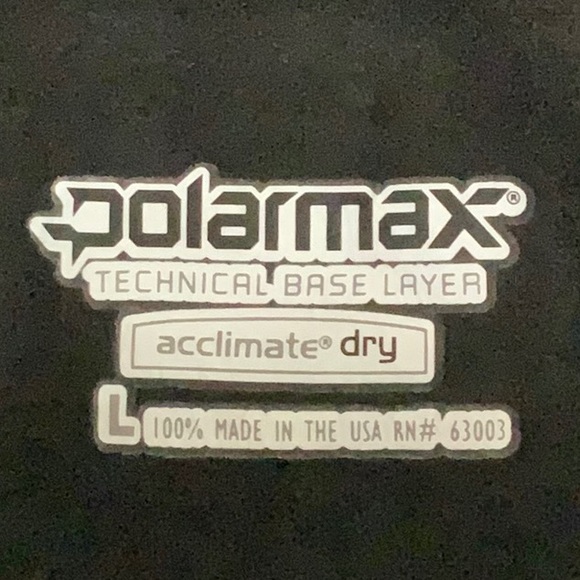 polarmax®
TECHNICAL BASE LAYER
acclimate® dry
L 100% MADE IN THE USA RN# 63003